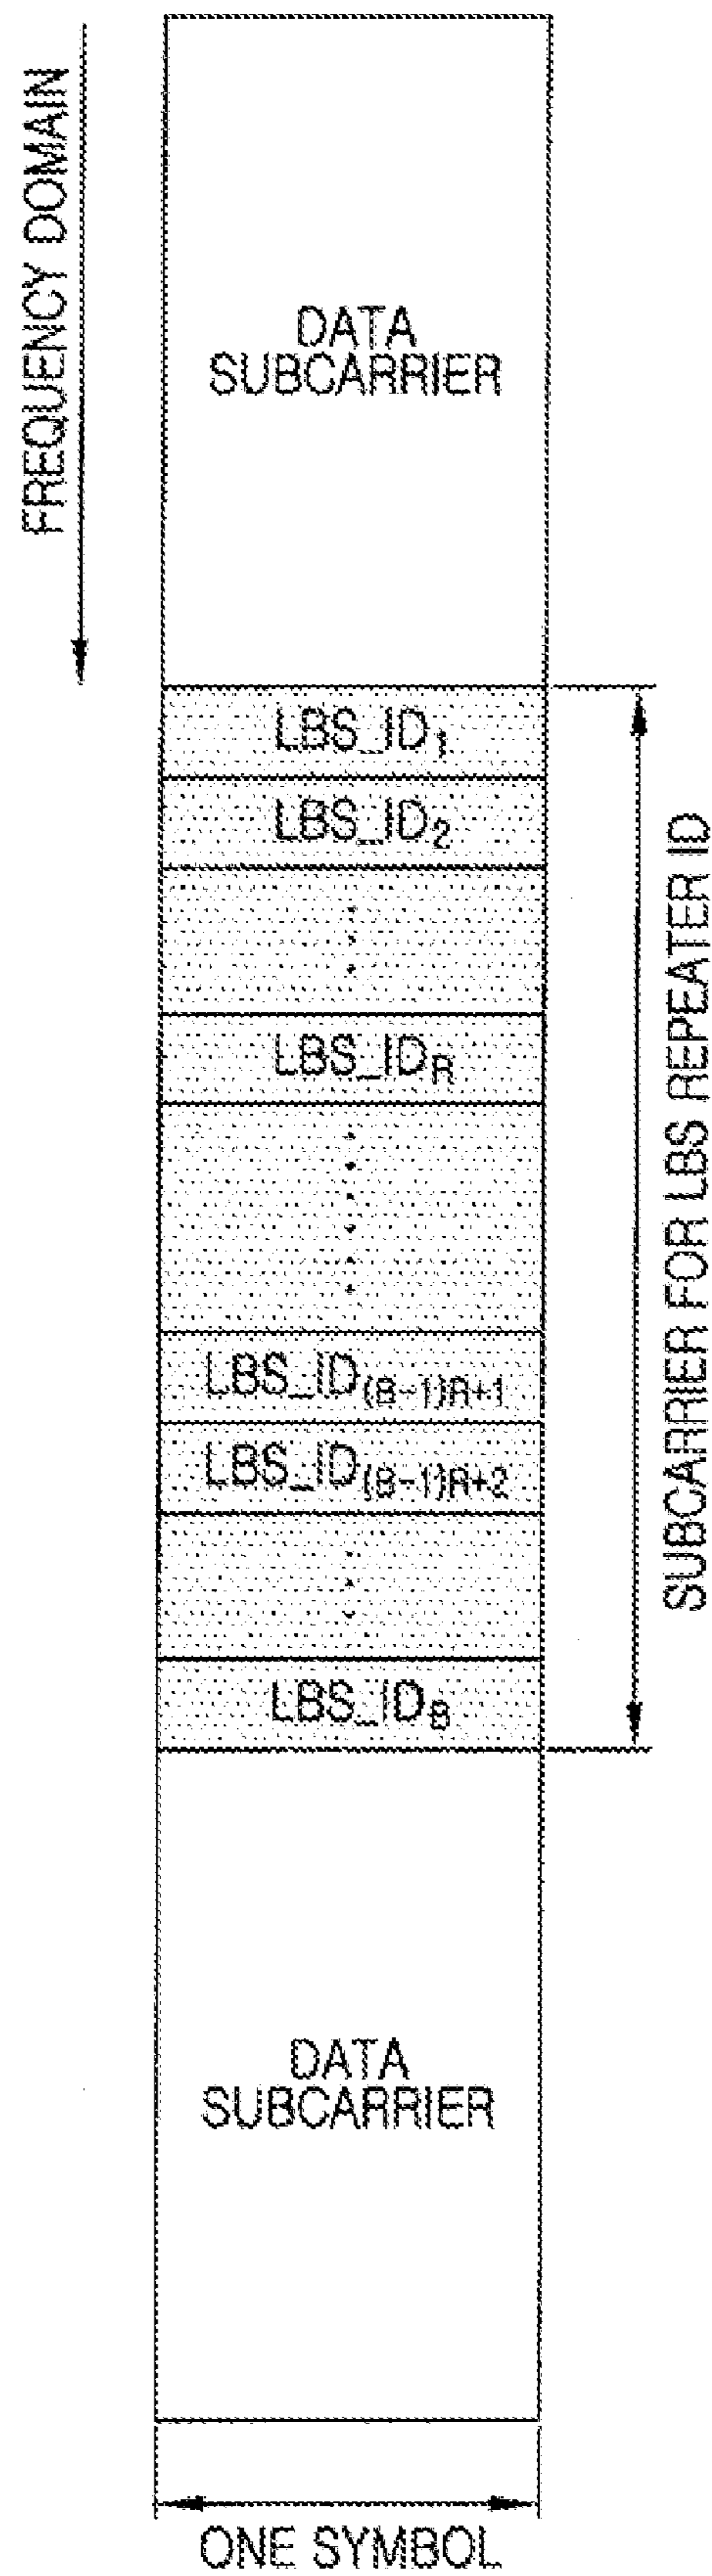 FREQUENCY DOMAIN
DATA
SUBCARRIER
LBS_ID1
LBS_ID2
LBS_IDR
LBS_ID(B-1)R+1
LBS_ID(B-1)R+2
LBS_IDB
SUBCARRIER FOR LBS REPEATER ID
DATA
SUBCARRIER
ONE SYMBOL